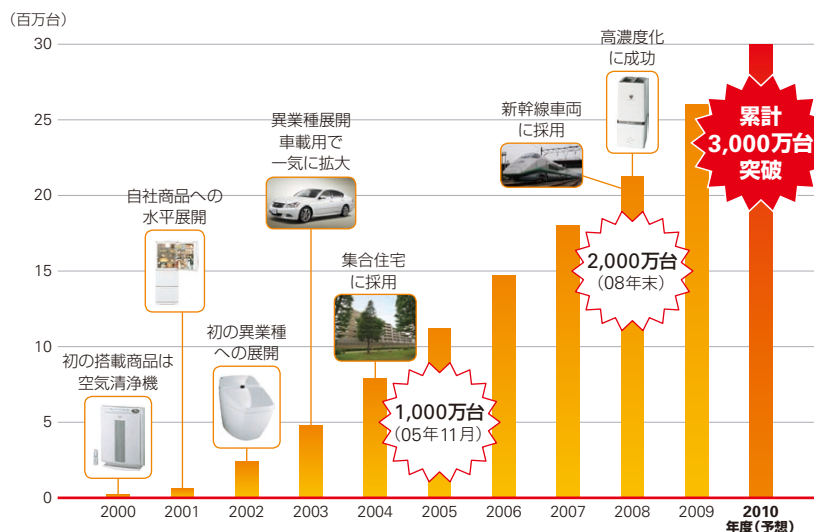 （百万台）
30
25
20
15
10
5
0
初の搭載商品は
空気清浄機
自社商品への
水平展開
初の異業種
への展開
異業種展開
車載用で
一気に拡大
集合住宅
に採用
1,000万台
（05年11月）
新幹線車両
に採用
高濃度化
に成功
2,000万台
（08年末）
累計
3,000万台
突破
2000
2001
2002
2003
2004
2005
2006
2007
2008
2009
2010
年度（予想）